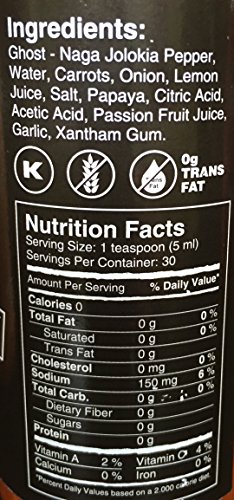 Ingredients:
Ghost - Naga Jolokia Pepper,
Water, Carrots, Onion, Lemon
Juice, Salt, Papaya, Citric Acid,
Acetic Acid, Passion Fruit Juice,
Garlic, Xantham Gum.
K
Trans
Fat
0g
TRANS
FAT
Nutrition Facts
Serving Size: 1 teaspoon (5 ml)
Servings Per Container: 30
Amount Per Serving % Daily Value*
Calories 0
Total Fat 0 g 0 %
Saturated 0 g 0 %
Trans Fat 0 g
Cholesterol 0 mg 0 %
Sodium 150 mg 6 %
Total Carb. 0 g 0 %
Dietary Fiber 0 g
Sugars 0 g
Protein 0 g
Vitamin A 2 % Vitamin C 4 %
Calcium 0 % Iron 0 %
*Percent Daily Values based on a 2.000 calorie diet.